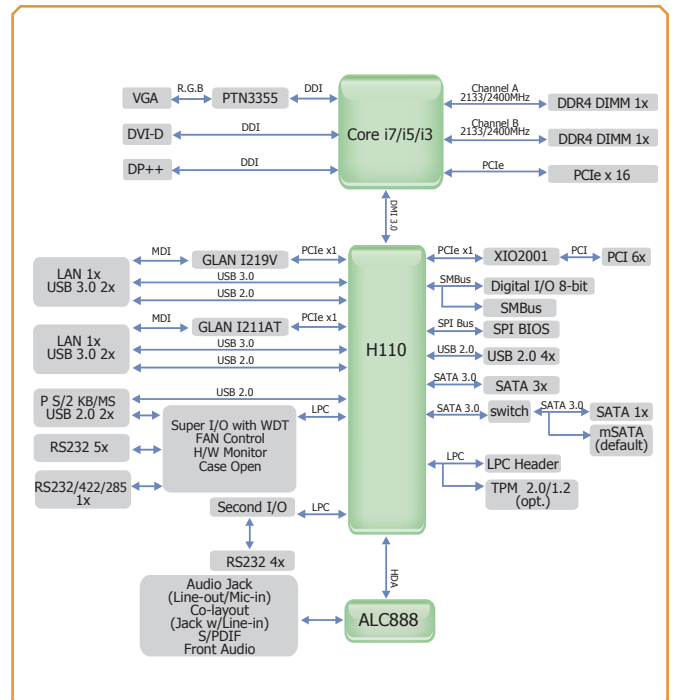 VGA
R.G.B
PTN3355
DDI
DVI-D
DDI
DP++
DDI
Core i7/i5/i3
Channel A
2133/2400MHz
DDR4 DIMM 1x
Channel B
2133/2400MHz
DDR4 DIMM 1x
PCIe
PCIe x 16
DMI 3.0
LAN 1x
USB 3.0 2x
MDI
GLAN I219V
PCIe x1
USB 3.0
USB 2.0
LAN 1x
USB 3.0 2x
MDI
GLAN I211AT
PCIe x1
USB 3.0
USB 2.0
P S/2 KB/MS
USB 2.0 2x
USB 2.0
LPC
Super I/O with WDT
FAN Control
H/W Monitor
Case Open
RS232 5x
RS232/422/285
1x
Second I/O
LPC
RS232 4x
H110
PCIe x1
XIO2001
PCI
PCI 6x
SMBus
Digital I/O 8-bit
SMBus
SPI Bus
SPI BIOS
USB 2.0
USB 2.0 4x
SATA 3.0
SATA 3x
SATA 3.0
switch
SATA 3.0
SATA 1x
mSATA
(default)
LPC
LPC Header
TPM 2.0/1.2
(opt.)
HDA
Audio Jack
(Line-out/Mic-in)
Co-layout
(Jack w/Line-in)
S/PDIF
Front Audio
ALC888